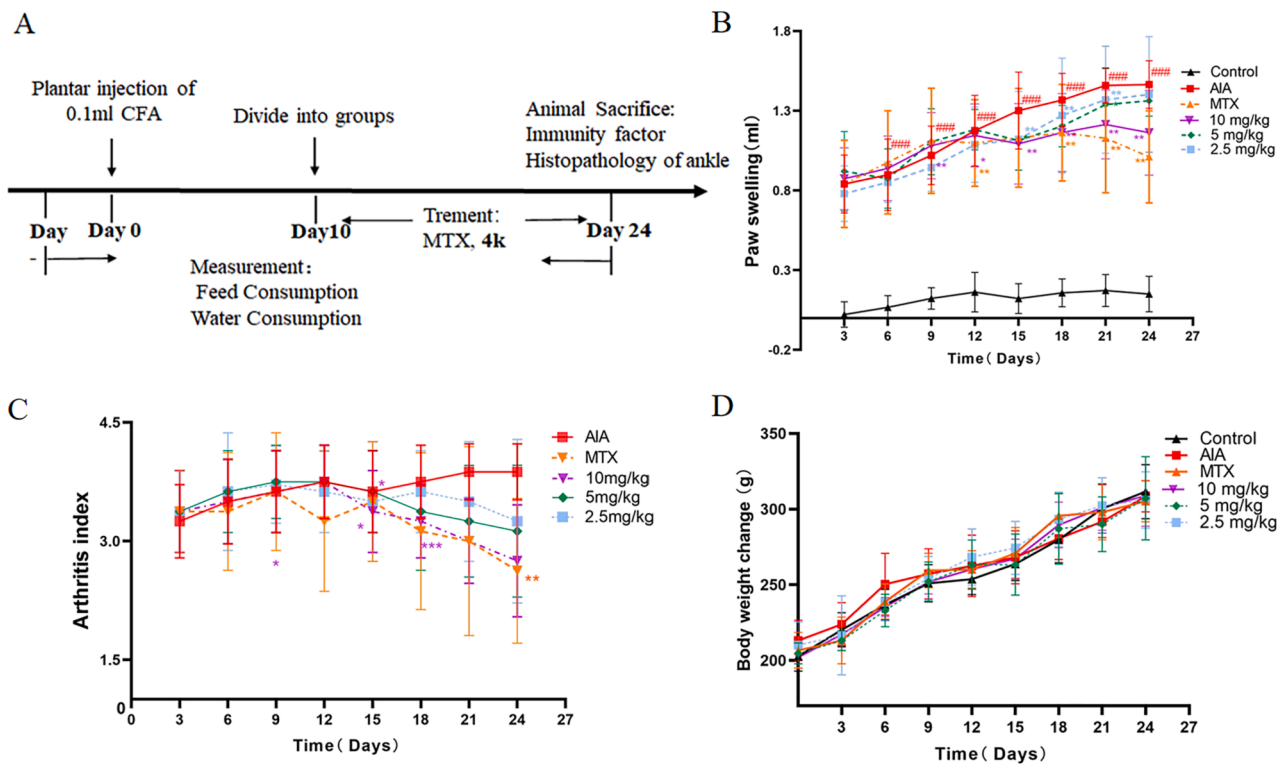 A
Plantar injection of
0.1ml CFA
Divide into groups
Animal Sacrifice:
Immunity factor
Histopathology of ankle
Day
-
Day 0
Day10
Trement:
MTX, 4k
Day 24
Measurement:
Feed Consumption
Water Consumption
B
Paw swelling(ml)
1.8
1.3
0.8
0.3
-0.2
3 6 9 12 15 18 21 24 27
Time( Days)
### ### ### ### ### ### ###
** * ** ** ** ** ** ** ** ** ** ** **
Control
AIA
MTX
10 mg/kg
5 mg/kg
2.5 mg/kg
C
Arthritis index
4.5
3.0
1.5
0
0 3 6 9 12 15 18 21 24 27
Time( Days)
* * * *** **
AIA
MTX
10mg/kg
5mg/kg
2.5mg/kg
D
Body weight change (g)
350
300
250
200
3 6 9 12 15 18 21 24 27
Time( Days)
Control
AIA
MTX
10 mg/kg
5 mg/kg
2.5 mg/kg